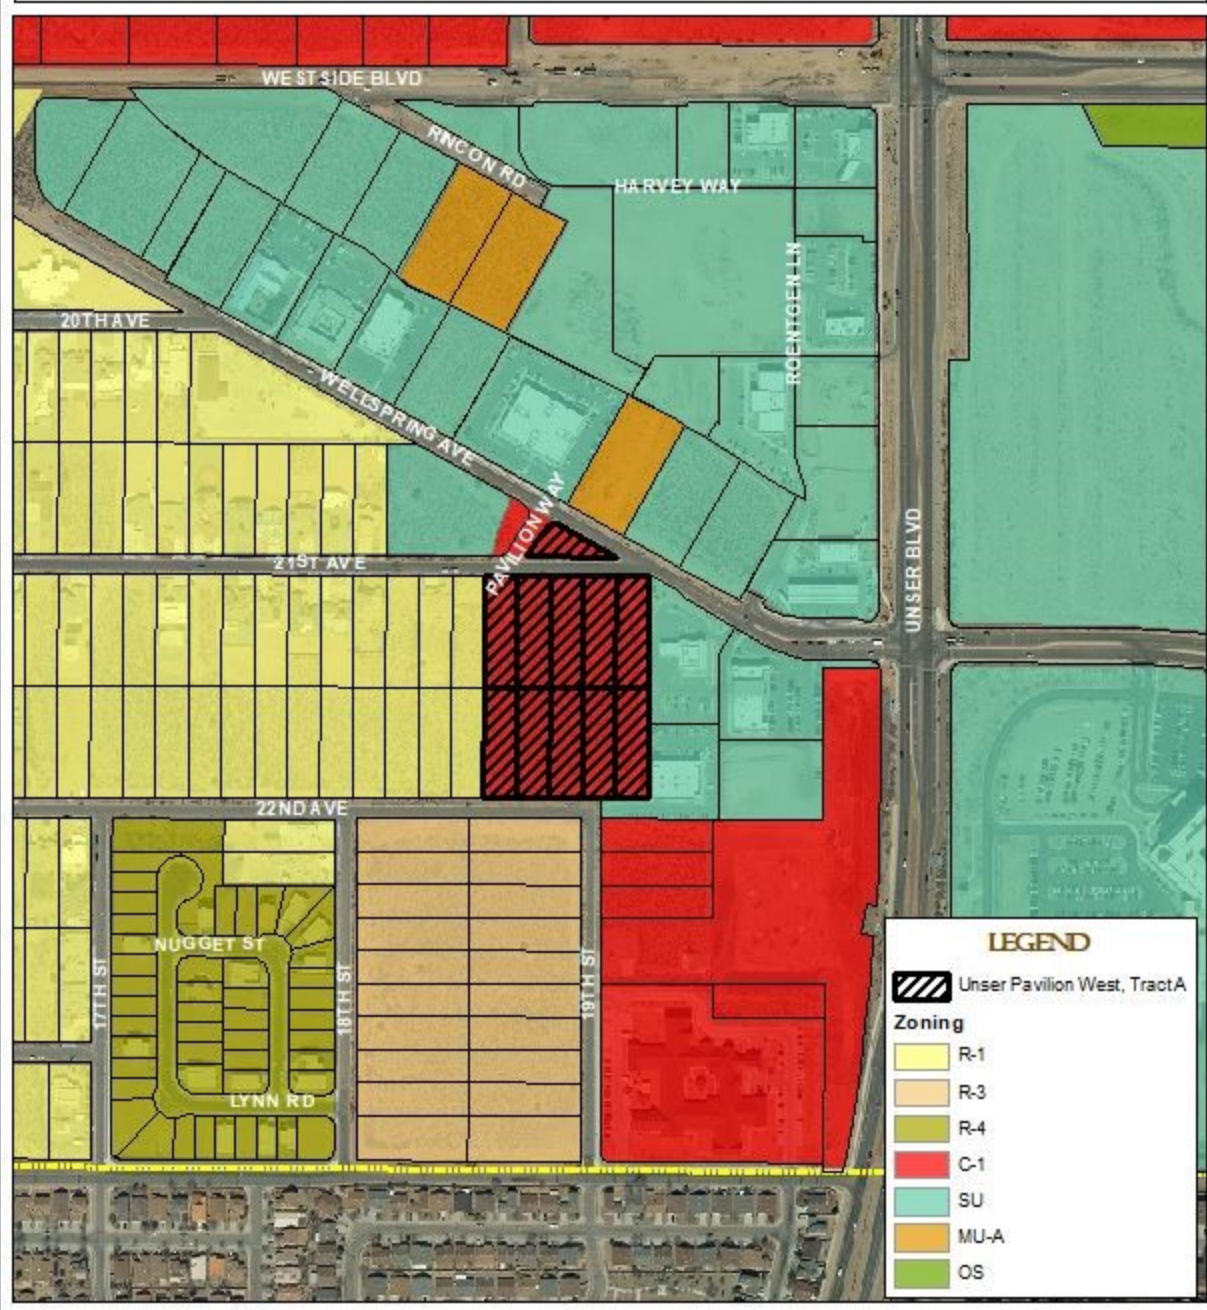 WESTSIDE BLVD
RINCON RD
HARVEY WAY
ROENTGEN LN
20TH AVE
WELLSPRING AVE
PAVILION WAY
UNSER BLVD
21ST AVE
22ND AVE
NUGGET ST
17TH ST
18TH ST
19TH ST
LYNN RD
LEGEND
Unser Pavilion West, Tract A
Zoning
R-1
R-3
R-4
C-1
SU
MU-A
OS